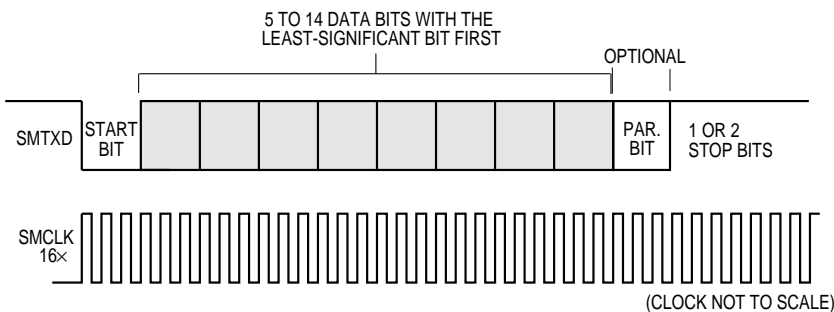 5 TO 14 DATA BITS WITH THE
LEAST-SIGNIFICANT BIT FIRST
OPTIONAL
SMTXD
START
BIT
PAR.
BIT
1 OR 2
STOP BITS
SMCLK
16×
(CLOCK NOT TO SCALE)